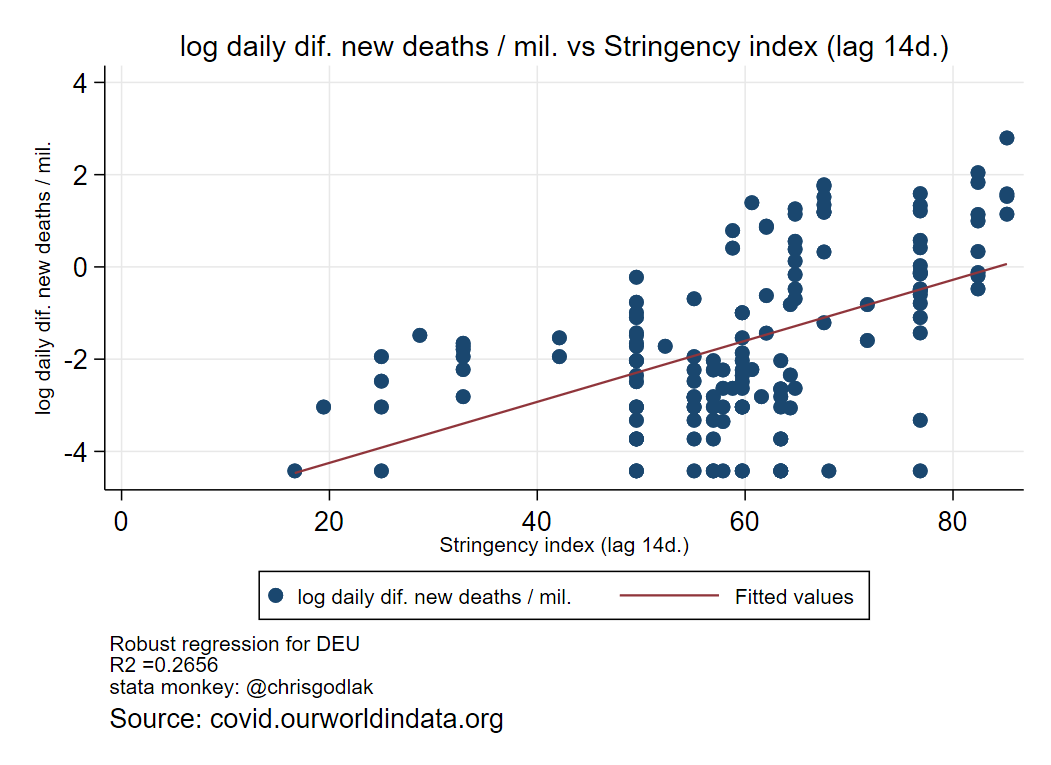 log daily dif. new deaths / mil. vs Stringency index (lag 14d.)
log daily dif. new deaths / mil.
4
2
0
-2
-4
0 20 40 60 80
Stringency index (lag 14d.)
log daily dif. new deaths / mil. Fitted values
Robust regression for DEU
R2 =0.2656
stata monkey: @chrisgodlak
Source: covid.ourworldindata.org